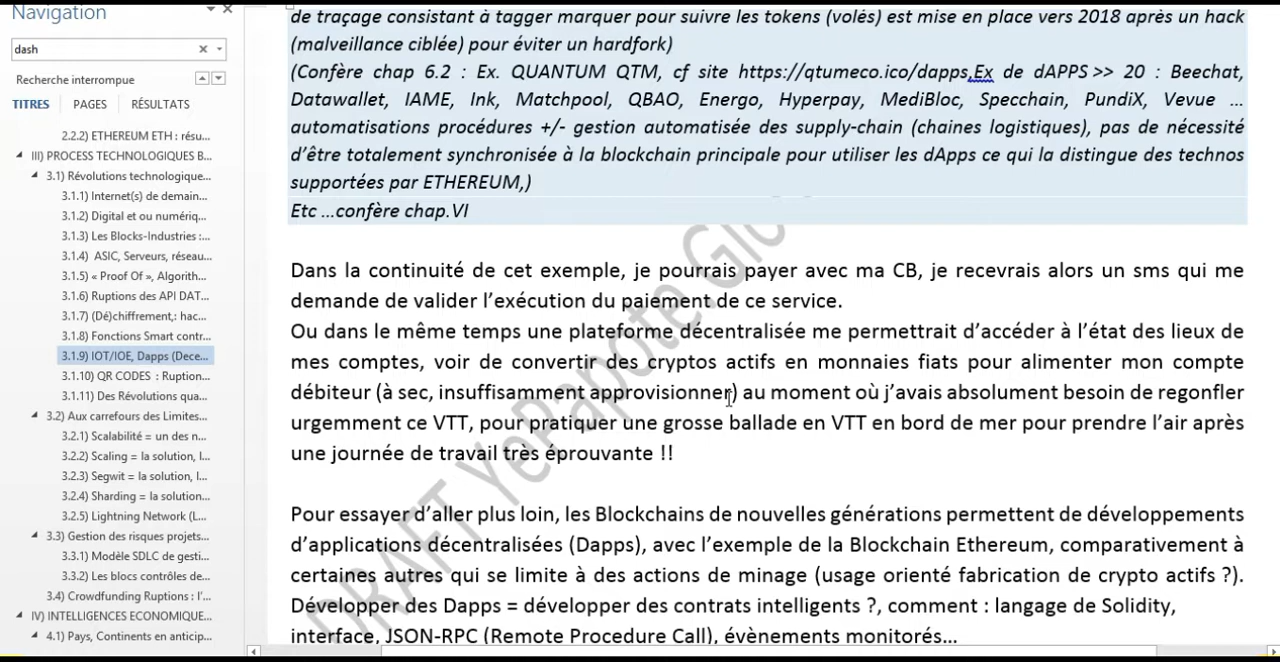 Navigation
dash
Recherche interrompue
TITRES PAGES RÉSULTATS
2.2.2) ETHEREUM ETH : résu...
III) PROCESS TECHNOLOGIQUES B...
3.1) Révolutions technologique...
3.1.1) Internet(s) de demain...
3.1.2) Digital et ou numériq...
3.1.3) Les Blocks-Industries :...
3.1.4) ASIC, Serveurs, réseau...
3.1.5) « Proof Of », Algorith...
3.1.6) Ruptions des API DAT...
3.1.7) (Dé)chiffrement,: hac...
3.1.8) Fonctions Smart contr...
3.1.9) IOT/IOE, Dapps (Dece...
3.1.10) QR CODES : Ruption...
3.1.11) Des Révolutions qua...
3.2) Aux carrefours des Limites...
3.2.1) Scalabilité = un des n...
3.2.2) Scaling = la solution, l...
3.2.3) Segwit = la solution, l...
3.2.4) Sharding = la solution...
3.2.5) Lightning Network (L...
3.3) Gestion des risques projets...
3.3.1) Modèle SDLC de gesti...
3.3.2) Les blocs contrôles de...
3.4) Crowdfunding Ruptions : l'...
IV) INTELLIGENCES ECONOMIQUE...
4.1) Pays, Continents en anticip...
de traçage consistant à tagger marquer pour suivre les tokens (volés) est mise en place vers 2018 après un hack
(malveillance ciblée) pour éviter un hardfork)
(Confère chap 6.2 : Ex. QUANTUM QTM, cf site https://qtumeco.ico/dapps,Ex de dAPPS >> 20 : Beechat,
Datawallet, IAME, Ink, Matchpool, QBAO, Energo, Hyperpay, MediBloc, Specchain, PundiX, Vevue ...
automatisations procédures +/- gestion automatisée des supply-chain (chaines logistiques), pas de nécessité
d'être totalement synchronisée à la blockchain principale pour utiliser les dApps ce qui la distingue des technos
supportées par ETHEREUM,)
Etc ...confère chap.VI
Dans la continuité de cet exemple, je pourrais payer avec ma CB, je recevrais alors un sms qui me
demande de valider l'exécution du paiement de ce service.
Ou dans le même temps une plateforme décentralisée me permettrait d'accéder à l'état des lieux de
mes comptes, voir de convertir des cryptos actifs en monnaies fiats pour alimenter mon compte
débiteur (à sec, insuffisamment approvisionner) au moment où j'avais absolument besoin de regonfler
urgemment ce VTT, pour pratiquer une grosse ballade en VTT en bord de mer pour prendre l'air après
une journée de travail très éprouvante !!
Pour essayer d'aller plus loin, les Blockchains de nouvelles générations permettent de développements
d'applications décentralisées (Dapps), avec l'exemple de la Blockchain Ethereum, comparativement à
certaines autres qui se limite à des actions de minage (usage orienté fabrication de crypto actifs ?).
Développer des Dapps = développer des contrats intelligents ?, comment : langage de Solidity,
interface, JSON-RPC (Remote Procedure Call), évènements monitorés...
DRAFT YePapote.Glo